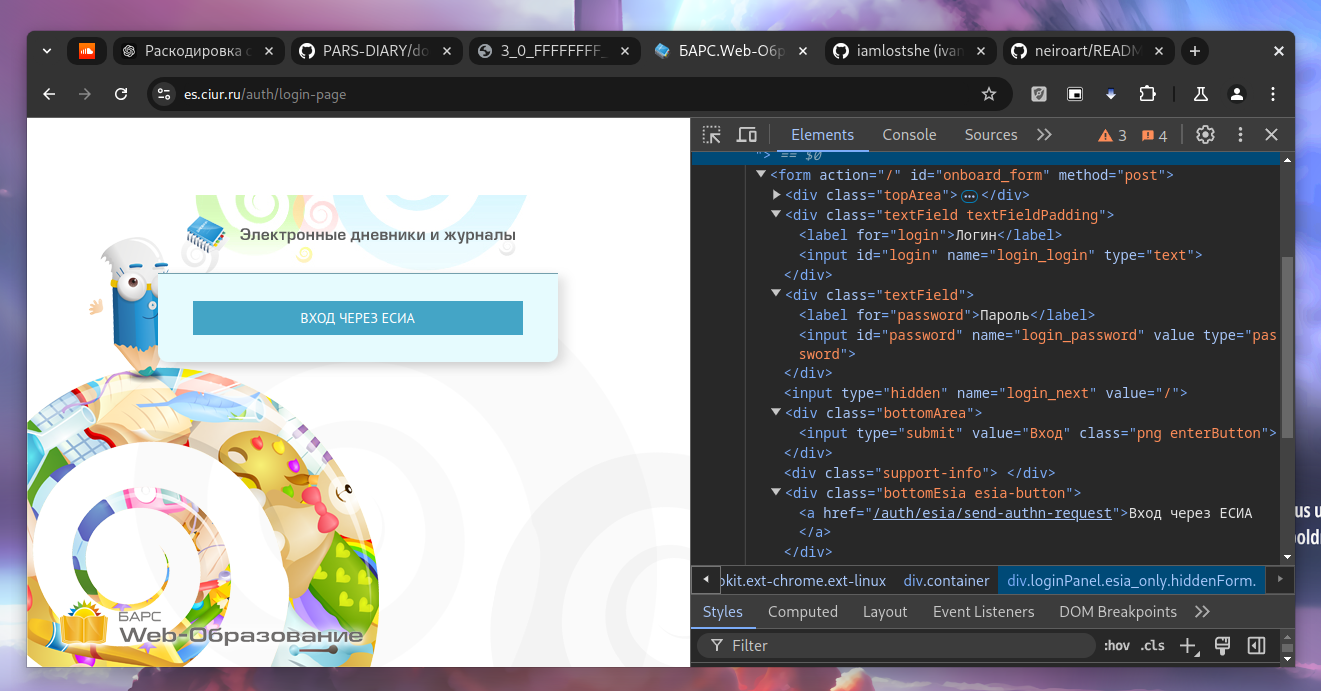 Раскодировка с
PARS-DIARY/do
3_0_FFFFFFFF_
БАРС.Web-Обр
iamlostshe (ivan
neiroart/READM
es.ciur.ru/auth/login-page
Электронные дневники и журналы
ВХОД ЧЕРЕЗ ЕСИА
БАРС
Web-Образование
Elements
Console
Sources
3
4
"> == $0
<form action="/" id="onboard_form" method="post">
<div class="topArea"> … </div>
<div class="textField textFieldPadding">
<label for="login">Логин</label>
<input id="login" name="login_login" type="text">
</div>
<div class="textField">
<label for="password">Пароль</label>
<input id="password" name="login_password" value type="pas
sword">
</div>
<input type="hidden" name="login_next" value="/">
<div class="bottomArea">
<input type="submit" value="Вход" class="png enterButton">
</div>
<div class="support-info"> </div>
<div class="bottomEsia esia-button">
<a href="/auth/esia/send-authn-request">Вход через ЕСИА
</a>
</div>
okit.ext-chrome.ext-linux
div.container
div.loginPanel.esia_only.hiddenForm.
Styles
Computed
Layout
Event Listeners
DOM Breakpoints
Filter
:hov
.cls
us u
oldi